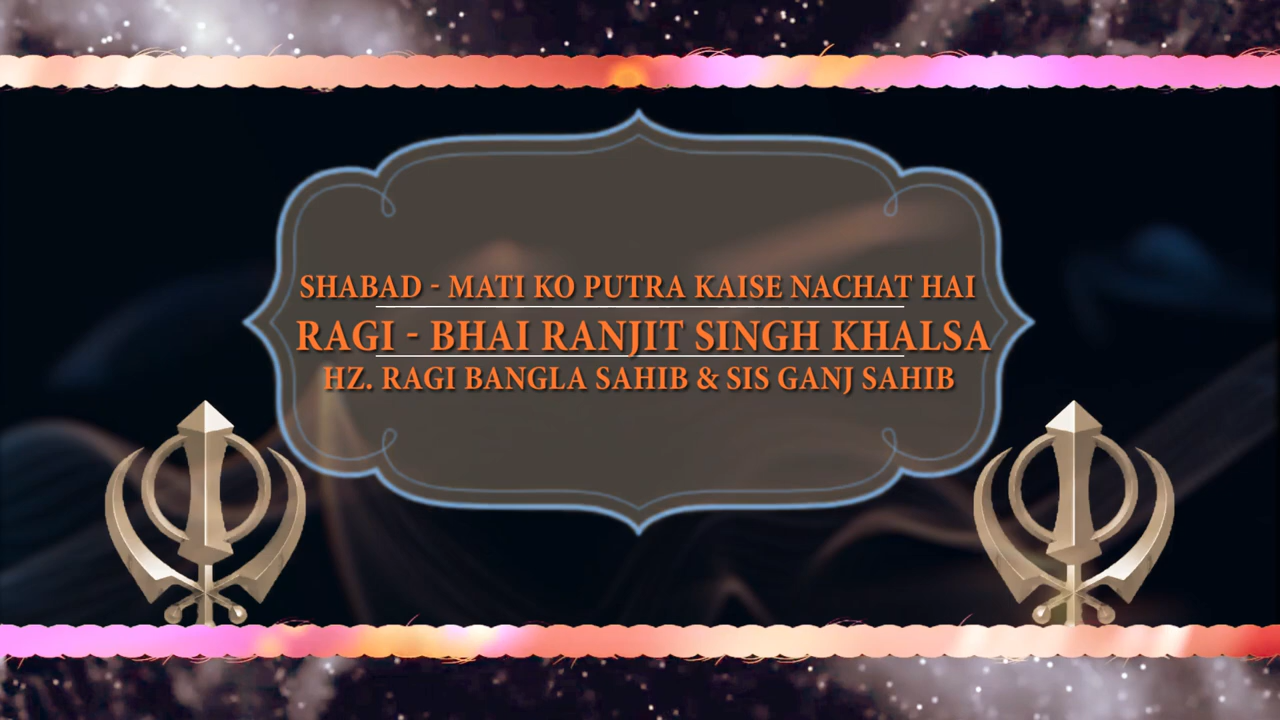 SHABAD - MATI KO PUTRA KAISE NACHAT HAI
RAGI - BHAI RANJIT SINGH KHALSA
HZ. RAGI BANGLA SAHIB & SIS GANJ SAHIB